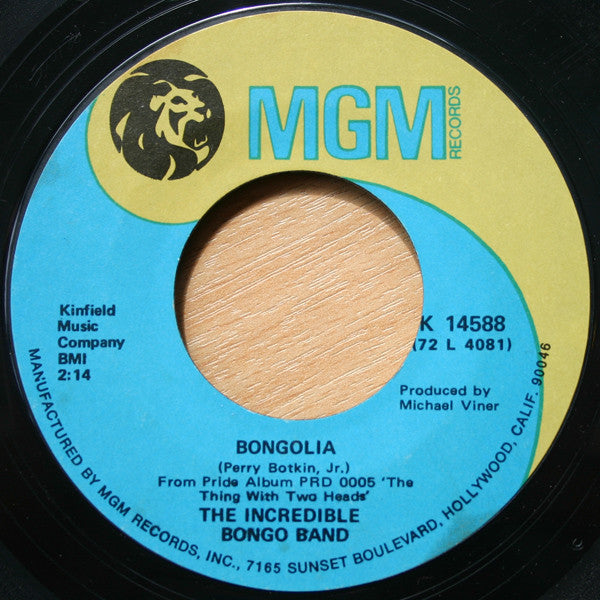 MGM
RECORDS
Kinfield
Music
Company
BMI
2:14
K 14588
(72 L 4081)
Produced by
Michael Viner
BONGOLIA
(Perry Botkin, Jr.)
From Pride Album PRD 0005 'The
Thing With Two Heads'
THE INCREDIBLE
BONGO BAND
MANUFACTURED BY MGM RECORDS, INC., 7165 SUNSET BOULEVARD, HOLLYWOOD, CALIF. 90046